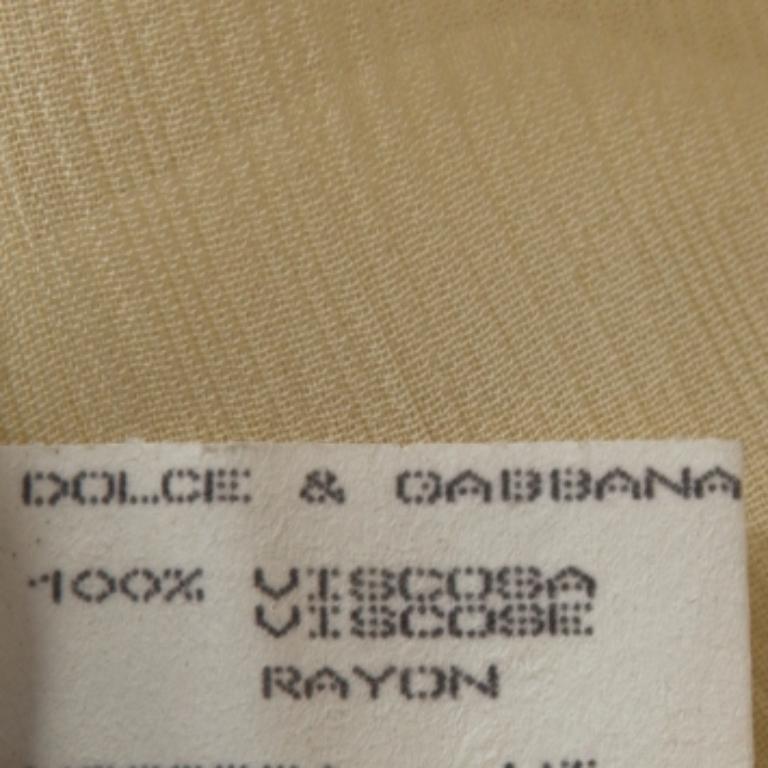 DOLCE & GABBANA
100% VISCOSA
VISCOSE
RAYON